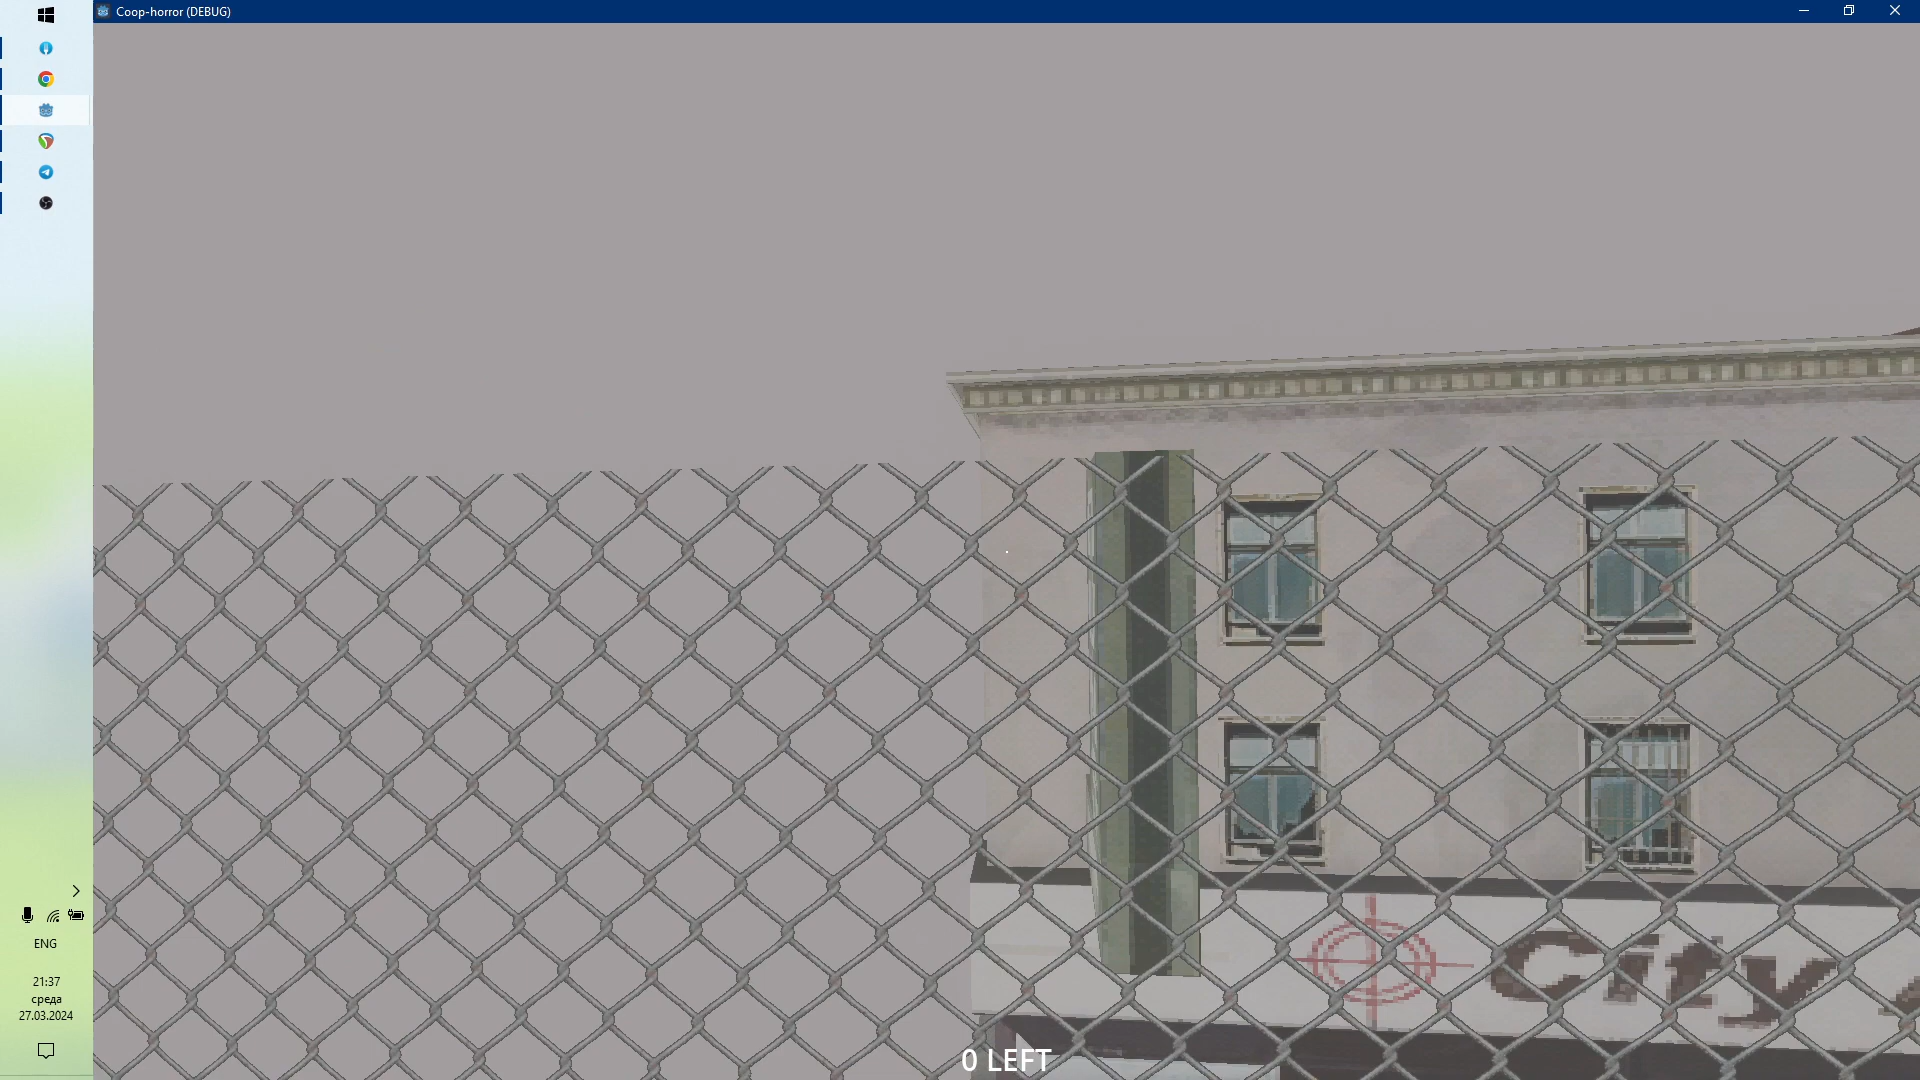 Coop-horror (DEBUG)
ENG
21:37
среда
27.03.2024
City
0 LEFT